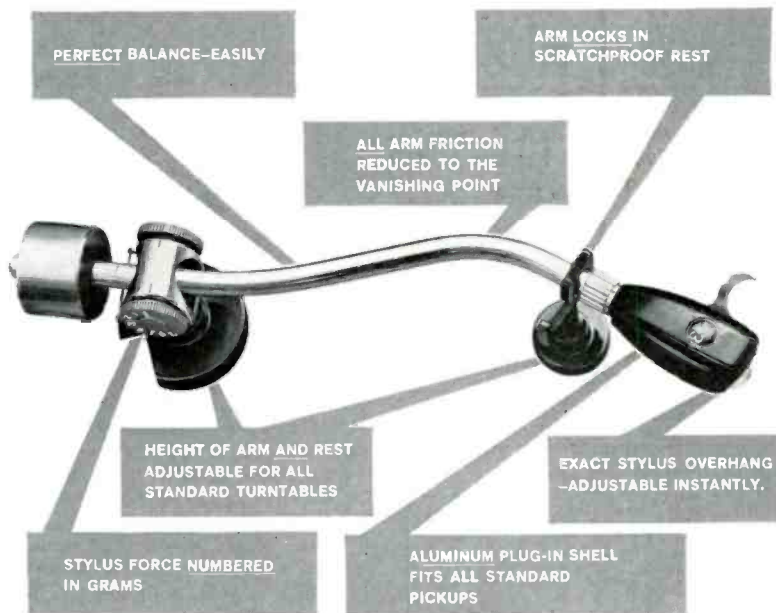 PERFECT BALANCE–EASILY
ARM LOCKS IN
SCRATCHPROOF REST
ALL ARM FRICTION
REDUCED TO THE
VANISHING POINT
HEIGHT OF ARM AND REST
ADJUSTABLE FOR ALL
STANDARD TURNTABLES
EXACT STYLUS OVERHANG
–ADJUSTABLE INSTANTLY.
STYLUS FORCE NUMBERED
IN GRAMS
ALUMINUM PLUG-IN SHELL
FITS ALL STANDARD
PICKUPS